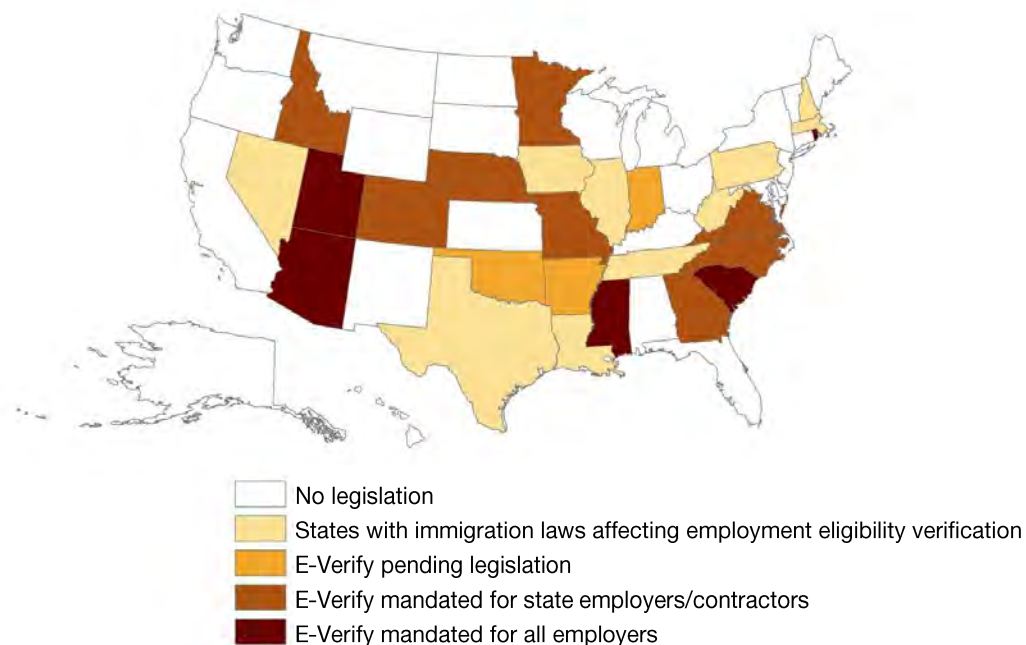 No legislation
States with immigration laws affecting employment eligibility verification
E-Verify pending legislation
E-Verify mandated for state employers/contractors
E-Verify mandated for all employers